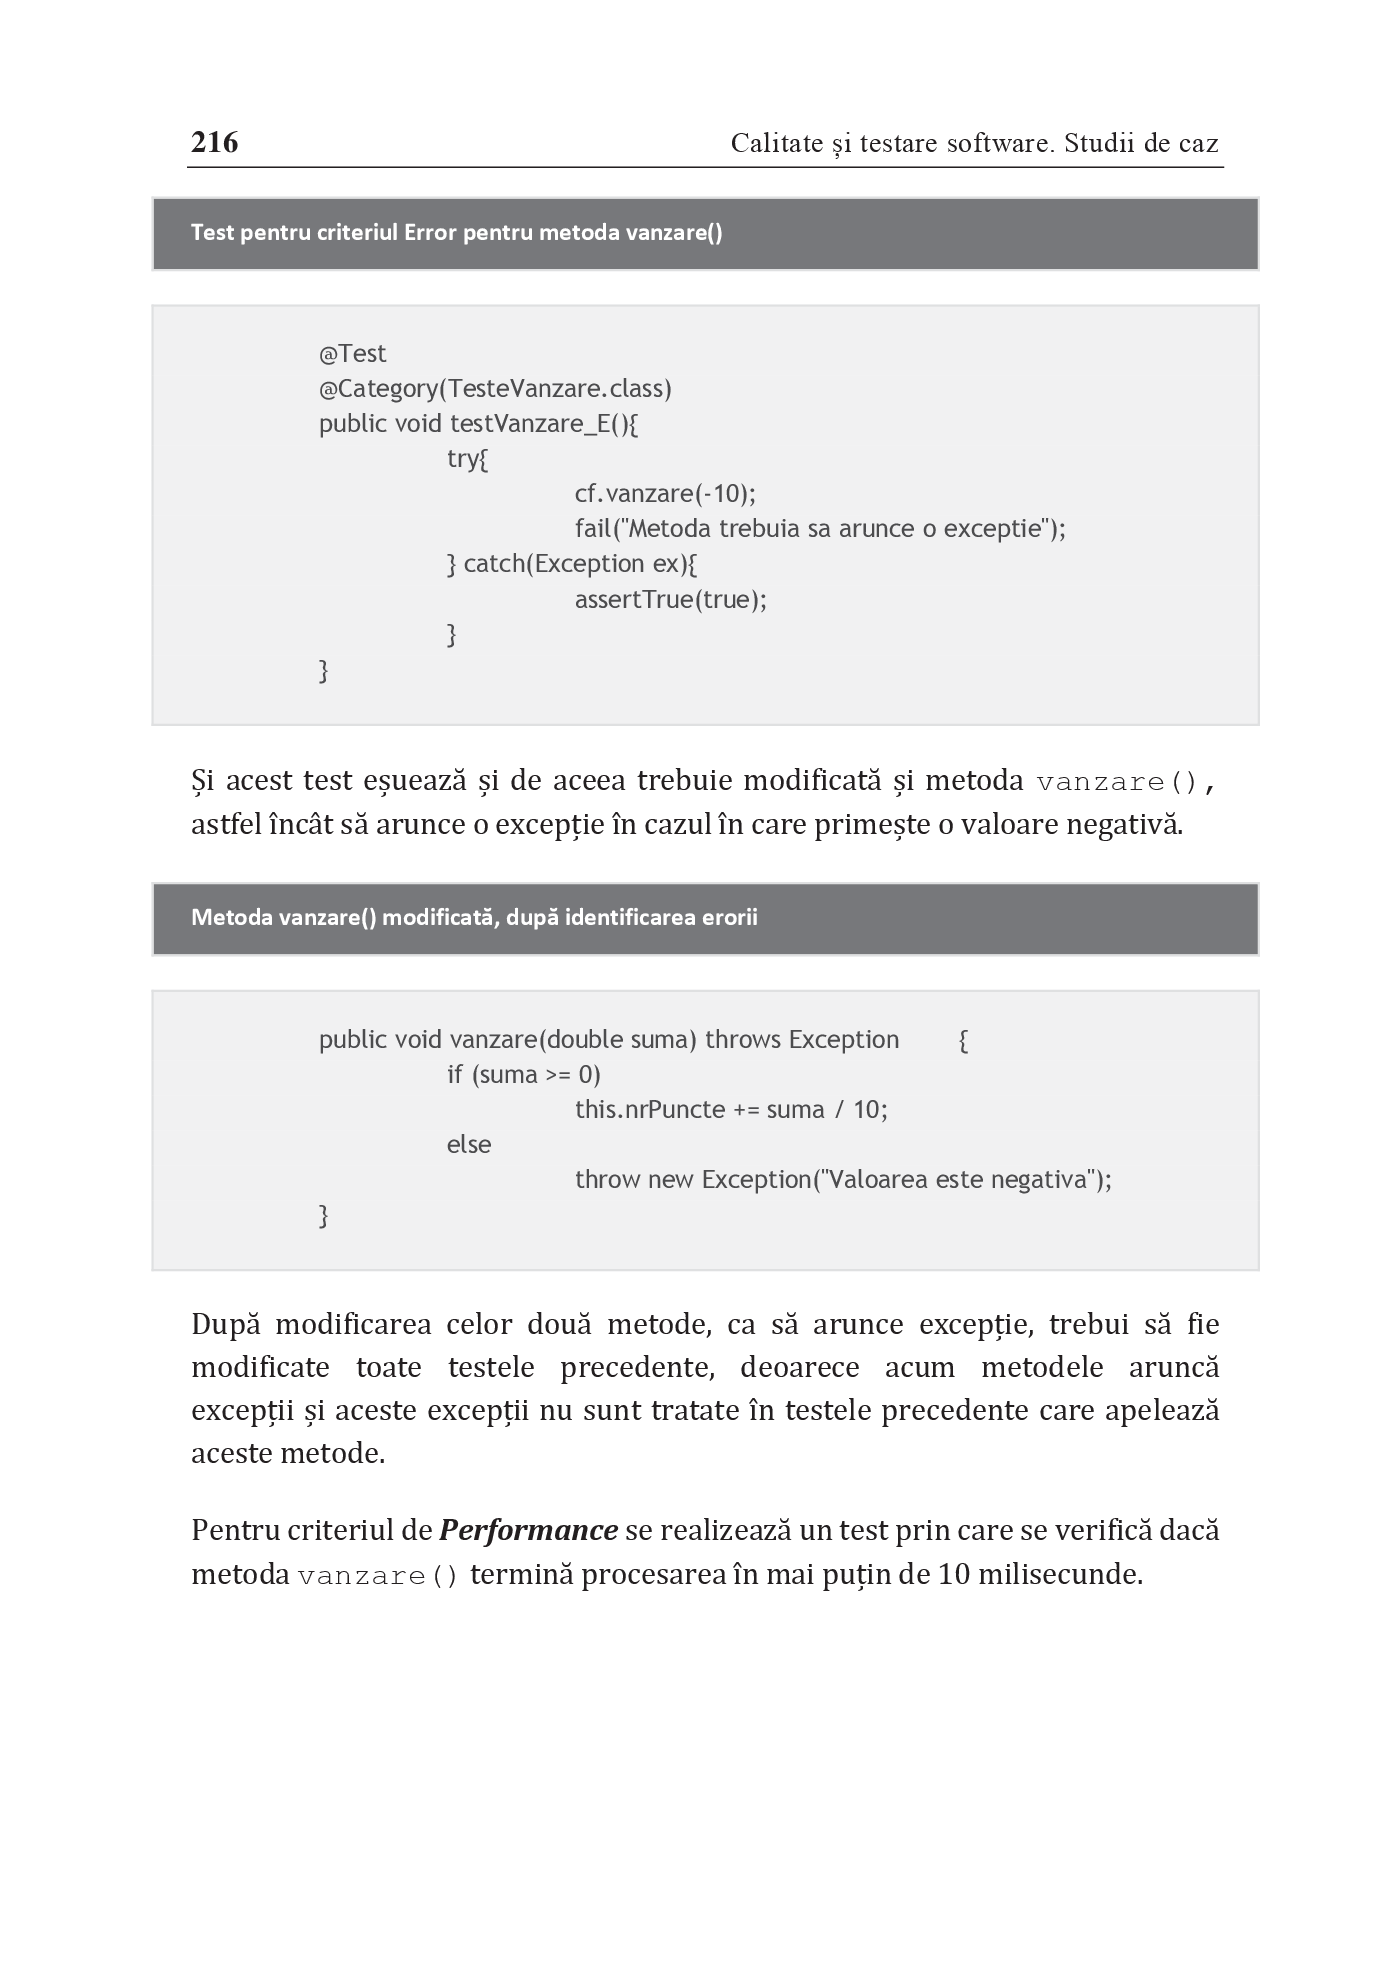 216 Calitate și testare software. Studii de caz
Test pentru criteriul Error pentru metoda vanzare()
@Test
@Category(TesteVanzare.class)
public void testVanzare_E(){
try{
cf.vanzare(-10);
fail("Metoda trebuia sa arunce o exceptie");
} catch(Exception ex){
assertTrue(true);
}
}
Și acest test eșuează și de aceea trebuie modificată și metoda vanzare(),
astfel încât să arunce o excepție în cazul în care primește o valoare negativă.
Metoda vanzare() modificată, după identificarea erorii
public void vanzare(double suma) throws Exception {
if (suma >= 0)
this.nrPuncte += suma / 10;
else
throw new Exception("Valoarea este negativa");
}
După modificarea celor două metode, ca să arunce excepție, trebui să fie
modificate toate testele precedente, deoarece acum metodele aruncă
excepții și aceste excepții nu sunt tratate în testele precedente care apelează
aceste metode.
Pentru criteriul de Performance se realizează un test prin care se verifică dacă
metoda vanzare() termină procesarea în mai puțin de 10 milisecunde.